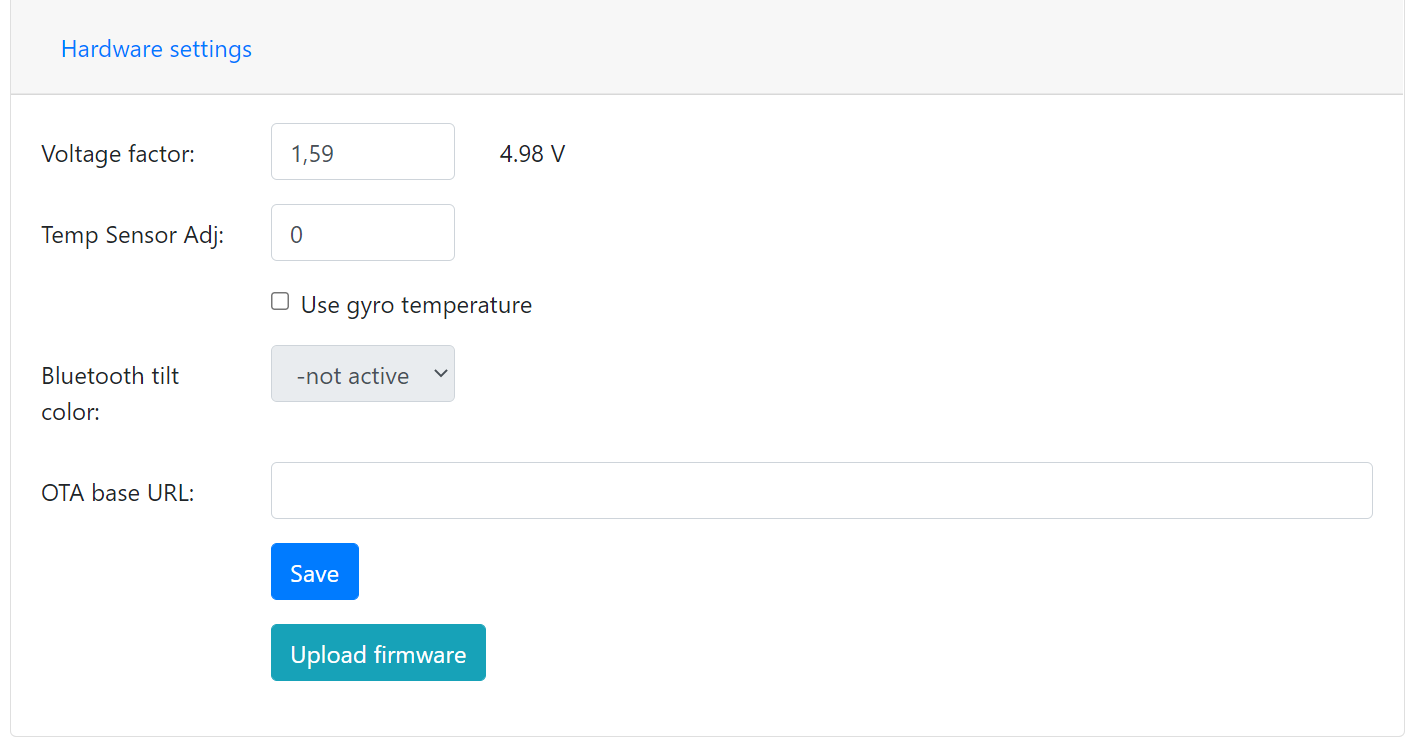 Hardware settings
Voltage factor: 1,59 4.98 V
Temp Sensor Adj: 0
Use gyro temperature
Bluetooth tilt color: -not active
OTA base URL:
Save
Upload firmware